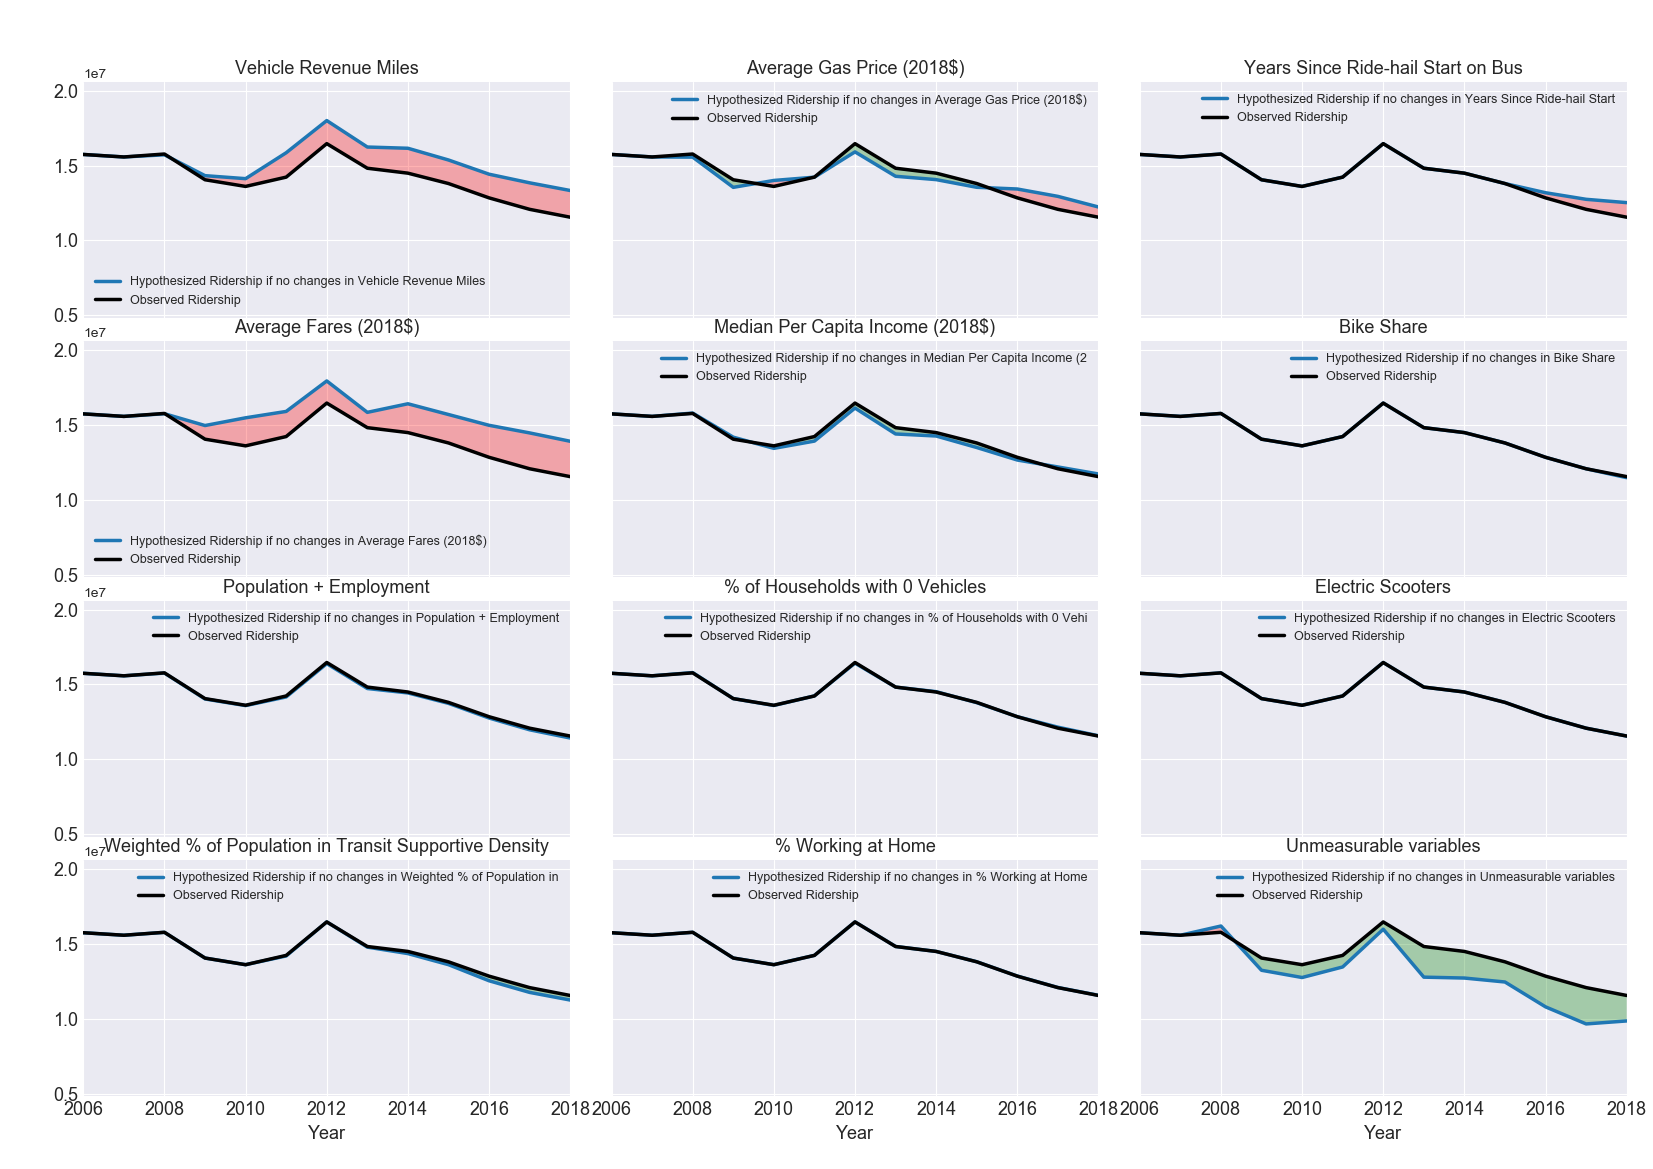 Vehicle Revenue Miles
1e7
2.0
1.5
1.0
0.5
Hypothesized Ridership if no changes in Vehicle Revenue Miles
Observed Ridership
Average Gas Price (2018$)
Hypothesized Ridership if no changes in Average Gas Price (2018$)
Observed Ridership
Years Since Ride-hail Start on Bus
Hypothesized Ridership if no changes in Years Since Ride-hail Start
Observed Ridership
Average Fares (2018$)
1e7
2.0
1.5
1.0
0.5
Hypothesized Ridership if no changes in Average Fares (2018$)
Observed Ridership
Median Per Capita Income (2018$)
Hypothesized Ridership if no changes in Median Per Capita Income (2
Observed Ridership
Bike Share
Hypothesized Ridership if no changes in Bike Share
Observed Ridership
Population + Employment
1e7
2.0
1.5
1.0
0.5
Hypothesized Ridership if no changes in Population + Employment
Observed Ridership
% of Households with 0 Vehicles
Hypothesized Ridership if no changes in % of Households with 0 Vehi
Observed Ridership
Electric Scooters
Hypothesized Ridership if no changes in Electric Scooters
Observed Ridership
Weighted % of Population in Transit Supportive Density
1e7
2.0
1.5
1.0
0.5
Hypothesized Ridership if no changes in Weighted % of Population in
Observed Ridership
2006 2008 2010 2012 2014 2016 2018
Year
% Working at Home
Hypothesized Ridership if no changes in % Working at Home
Observed Ridership
2006 2008 2010 2012 2014 2016 2018
Year
Unmeasurable variables
Hypothesized Ridership if no changes in Unmeasurable variables
Observed Ridership
2006 2008 2010 2012 2014 2016 2018
Year